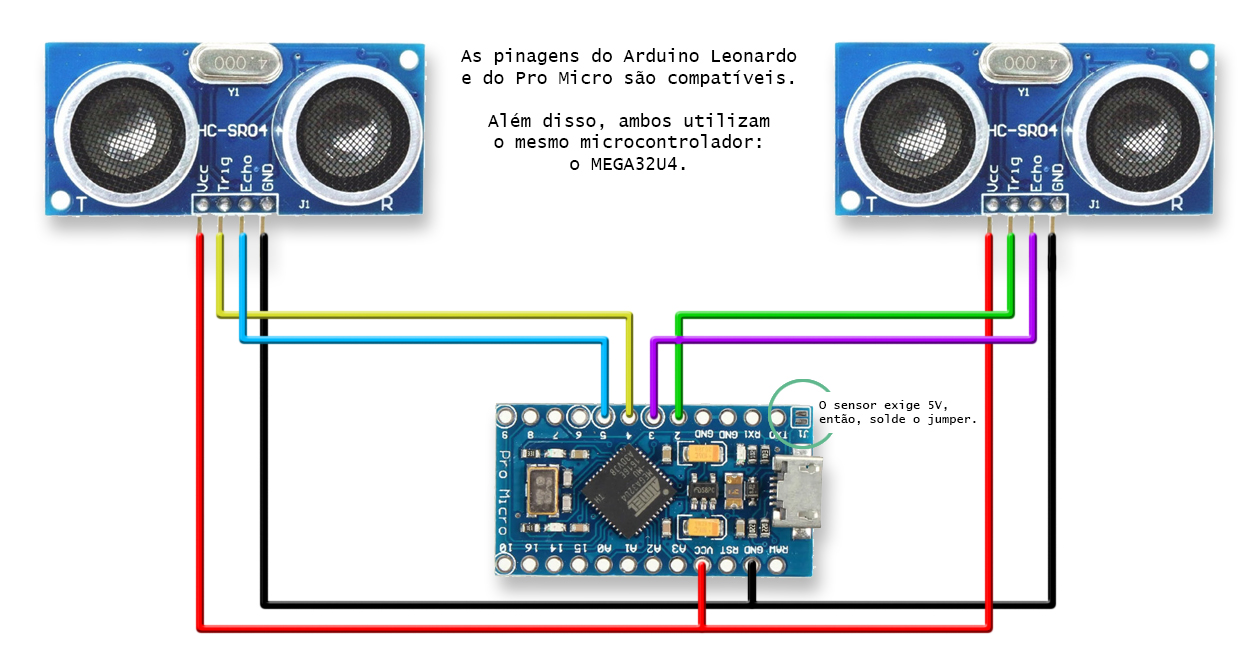 As pinagens do Arduino Leonardo
e do Pro Micro são compatíveis.
Além disso, ambos utilizam
o mesmo microcontrolador:
o MEGA32U4.
4.000
Y1
HC-SR04
Vcc
Trig
Echo
GND
T
J1
R
4.000
Y1
HC-SR04
Vcc
Trig
Echo
GND
T
J1
R
O sensor exige 5V,
então, solde o jumper.
9 8 7 6 5 4 3 2 GND GND RX1
J1
Pro Micro
ATMEL
10 16 14 15 A0 A1 A2 A3 VCC RST GND RAW